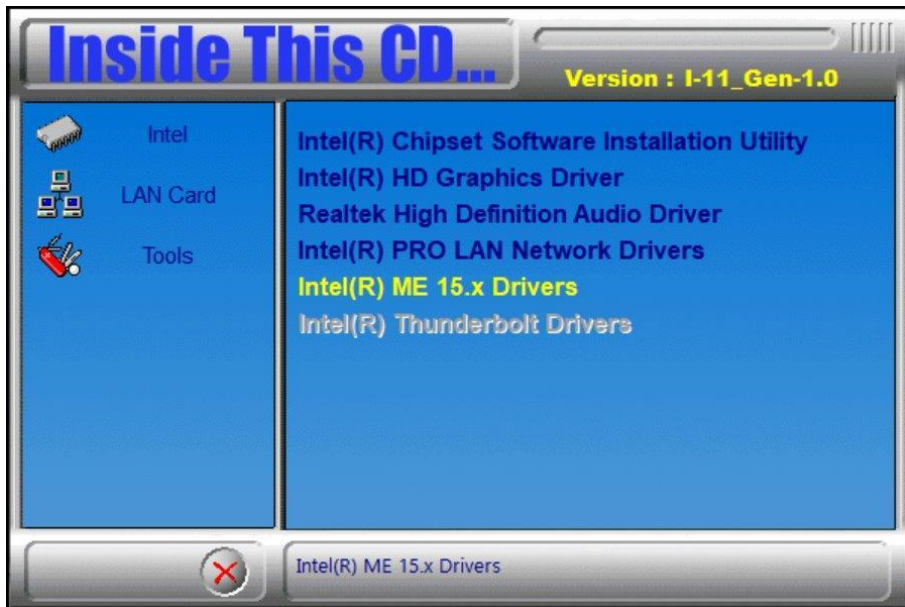 Inside This CD...
Version : I-11_Gen-1.0
Intel
LAN Card
Tools
Intel(R) Chipset Software Installation Utility
Intel(R) HD Graphics Driver
Realtek High Definition Audio Driver
Intel(R) PRO LAN Network Drivers
Intel(R) ME 15.x Drivers
Intel(R) Thunderbolt Drivers
Intel(R) ME 15.x Drivers